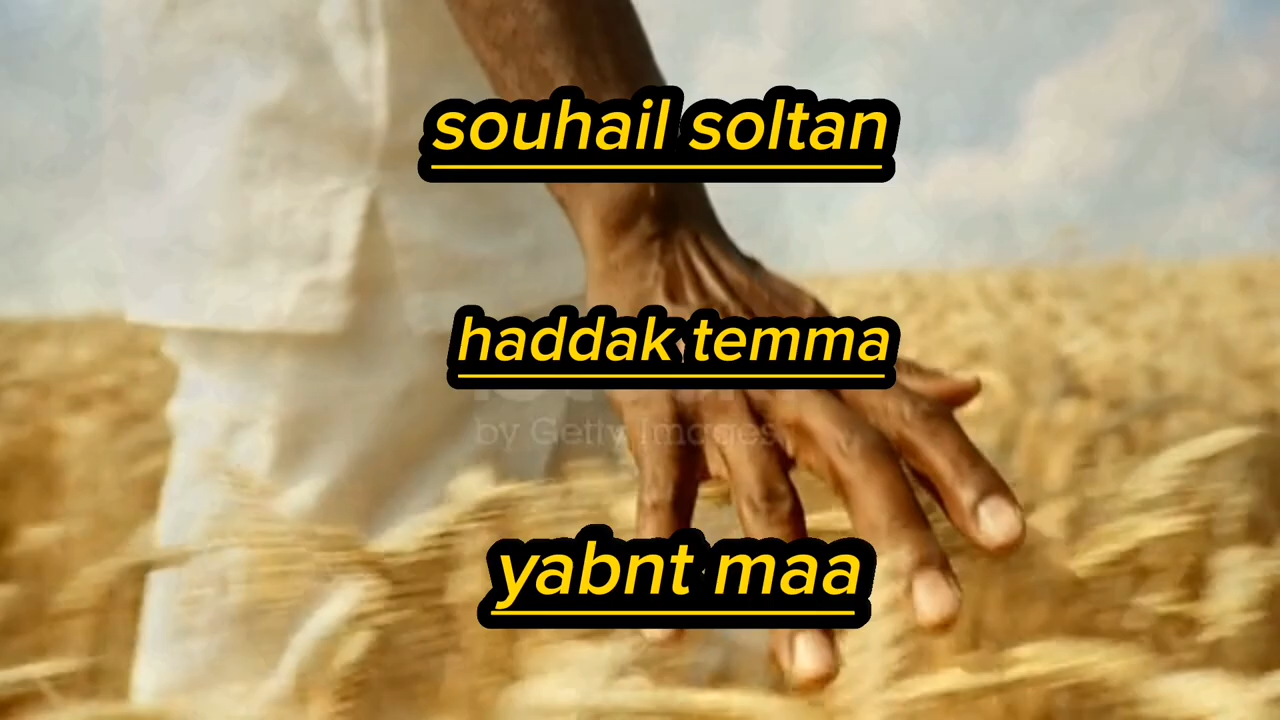 souhail soltan
haddak temma
by Getty Images
yabnt maa